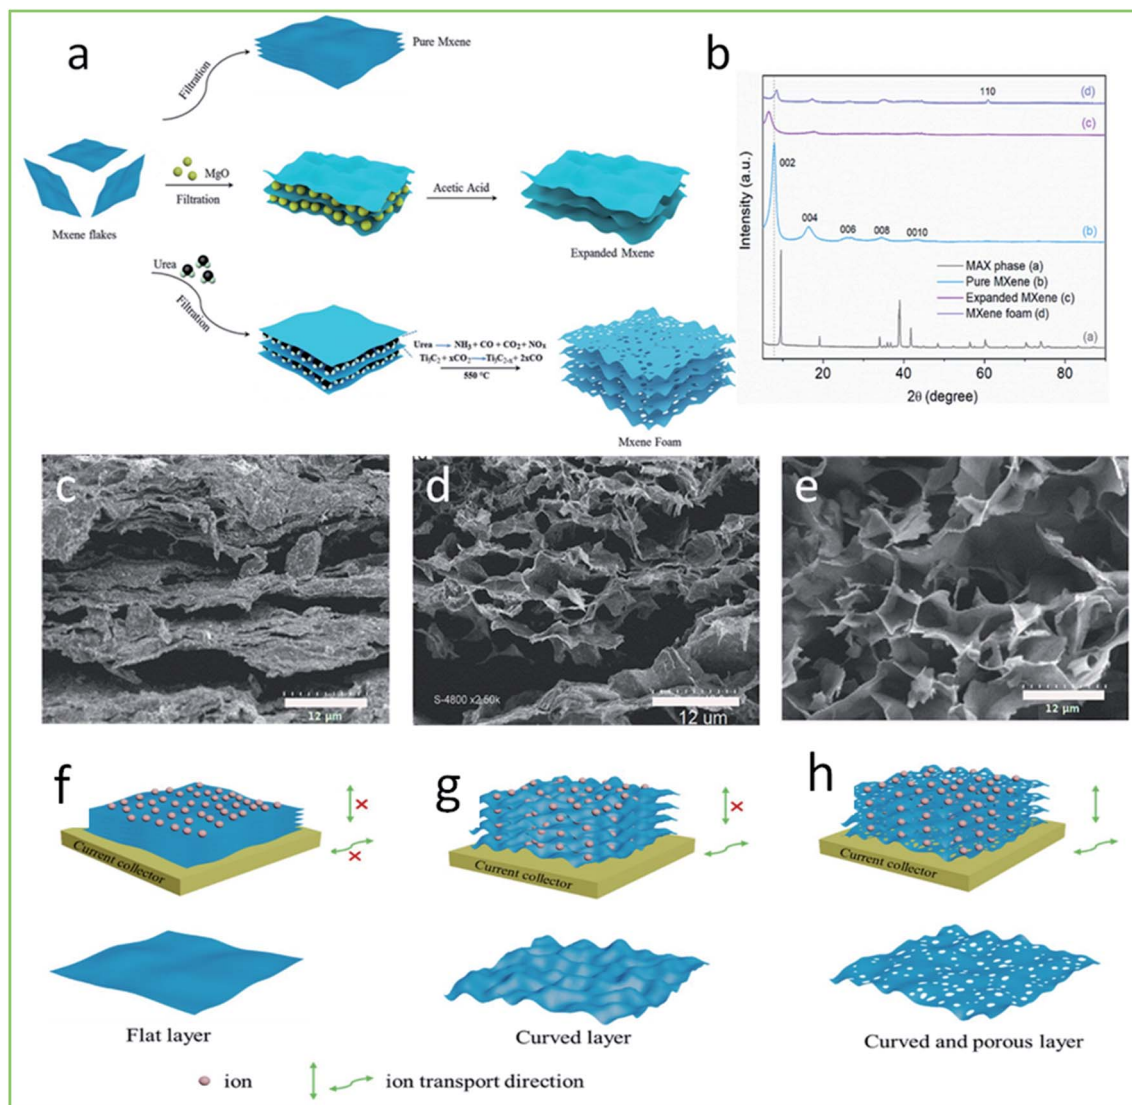 a
Pure Mxene
Filtration
MgO
Filtration
Acetic Acid
Mxene flakes
Expanded Mxene
Urea
Filtration
Urea → NH₃ + CO + CO₂ + NOₓ
Ti₃C₂ + xCO₂ → Ti₃C₂₋ₓ + 2xCO
550 °C
Mxene Foam
b
Intensity (a.u.)
110
(d)
(c)
002
004
006
008
0010
(b)
MAX phase (a)
Pure MXene (b)
Expanded MXene (c)
MXene foam (d)
(a)
20
40
60
80
2θ (degree)
c
12 μm
d
S-4800 x2.50k
12 um
e
12 μm
f
Current collector
Flat layer
g
Current collector
Curved layer
h
Current collector
Curved and porous layer
ion
ion transport direction